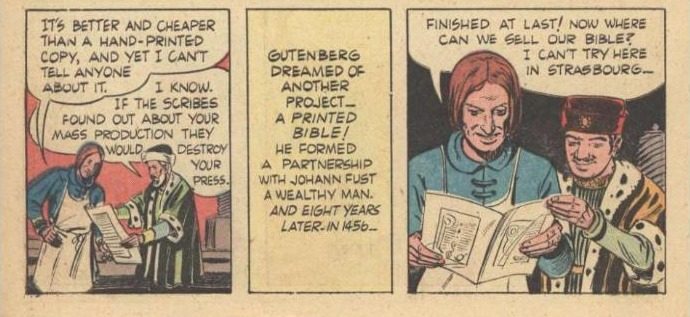 IT'S BETTER AND CHEAPER
THAN A HAND-PRINTED
COPY, AND YET I CAN'T
TELL ANYONE
ABOUT IT.
I KNOW.
IF THE SCRIBES
FOUND OUT ABOUT YOUR
MASS PRODUCTION THEY
WOULD DESTROY
YOUR
PRESS.
GUTENBERG
DREAMED OF
ANOTHER
PROJECT—
A PRINTED
BIBLE!
HE FORMED
A PARTNERSHIP
WITH JOHANN FUST
A WEALTHY MAN.
AND EIGHT YEARS
LATER-IN 1456—
FINISHED AT LAST! NOW WHERE
CAN WE SELL OUR BIBLE?
I CAN'T TRY HERE
IN STRASBOURG—